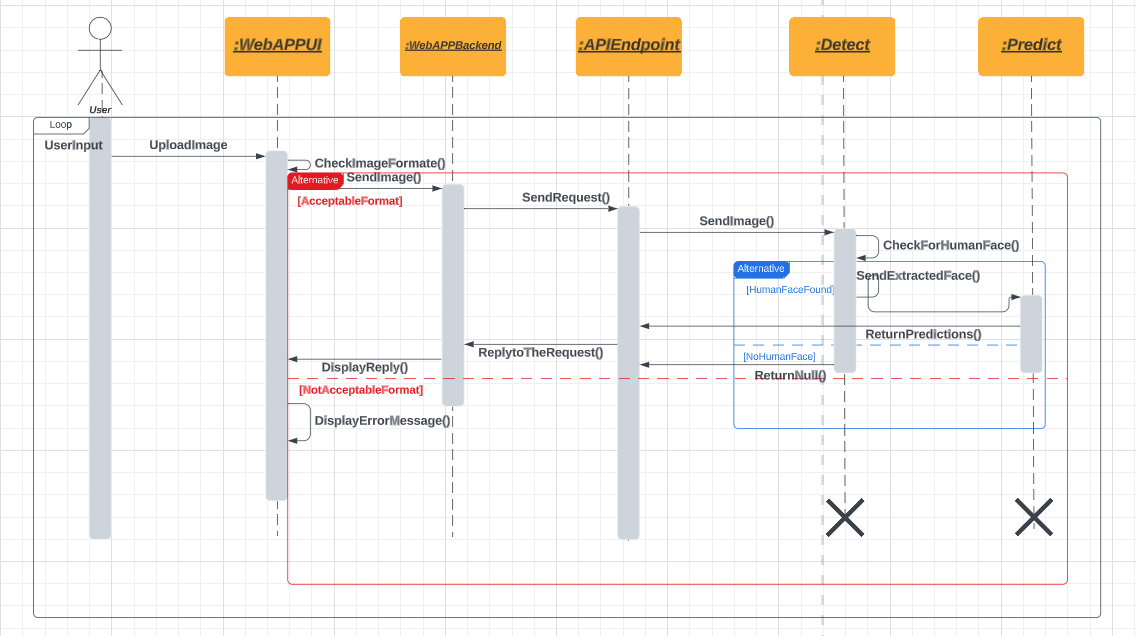 :WebAPPUI
:WebAPPBackend
:APIEndpoint
:Detect
:Predict
User
Loop
UserInput
UploadImage
CheckImageFormate()
Alternative
SendImage()
[AcceptableFormat]
SendRequest()
SendImage()
CheckForHumanFace()
Alternative
SendExtractedFace()
[HumanFaceFound]
ReturnPredictions()
ReplytoTheRequest()
[NoHumanFace]
DisplayReply()
ReturnNull()
[NotAcceptableFormat]
DisplayErrorMessage()